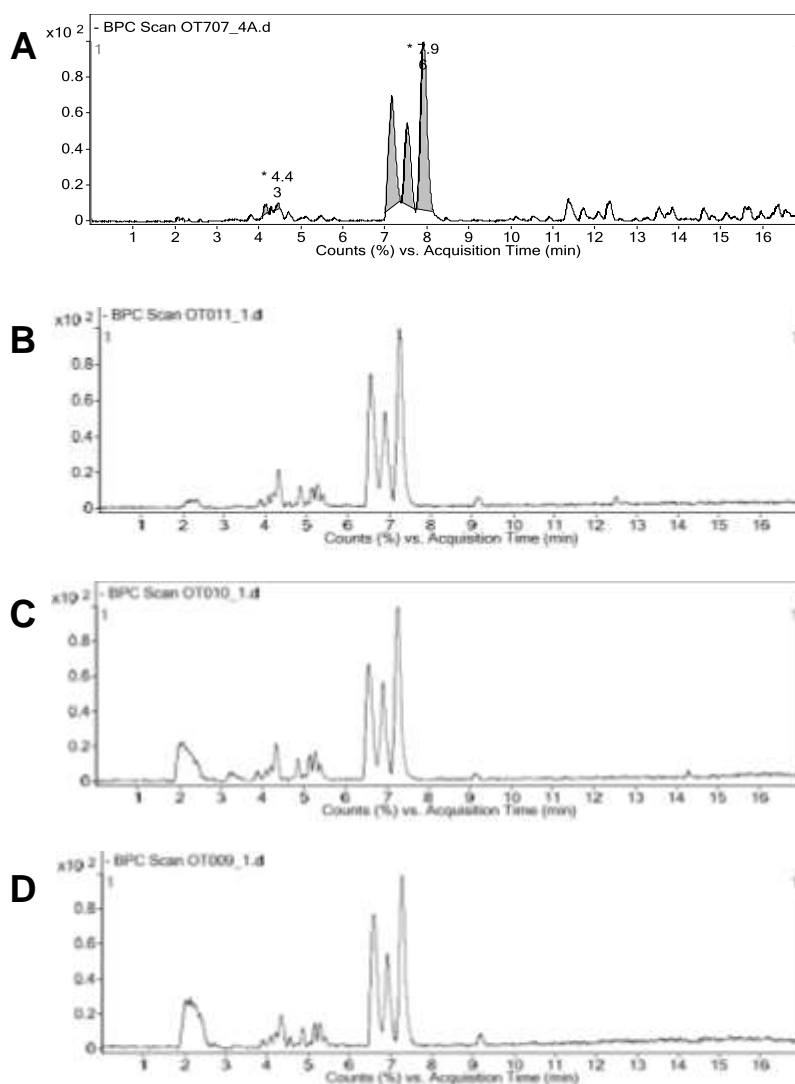 A
- BPC Scan OT707_4A.d
x10 2
1
* 7.9
6
0.8
0.6
0.4
* 4.4
3
0.2
0
1 2 3 4 5 6 7 8 9 10 11 12 13 14 15 16
Counts (%) vs. Acquisition Time (min)
B
- BPC Scan OT011_1.d
x10 2
1 1
0.8
0.6
0.4
0.2
0
1 2 3 4 5 6 7 8 9 10 11 12 13 14 15 16
Counts (%) vs. Acquisition Time (min)
C
- BPC Scan OT010_1.d
x10 2
1 1
0.8
0.6
0.4
0.2
0
1 2 3 4 5 6 7 8 9 10 11 12 13 14 15 16
Counts (%) vs. Acquisition Time (min)
D
- BPC Scan OT009_1.d
x10 2
1 1
0.8
0.6
0.4
0.2
0
1 2 3 4 5 6 7 8 9 10 11 12 13 14 15 16
Counts (%) vs. Acquisition Time (min)